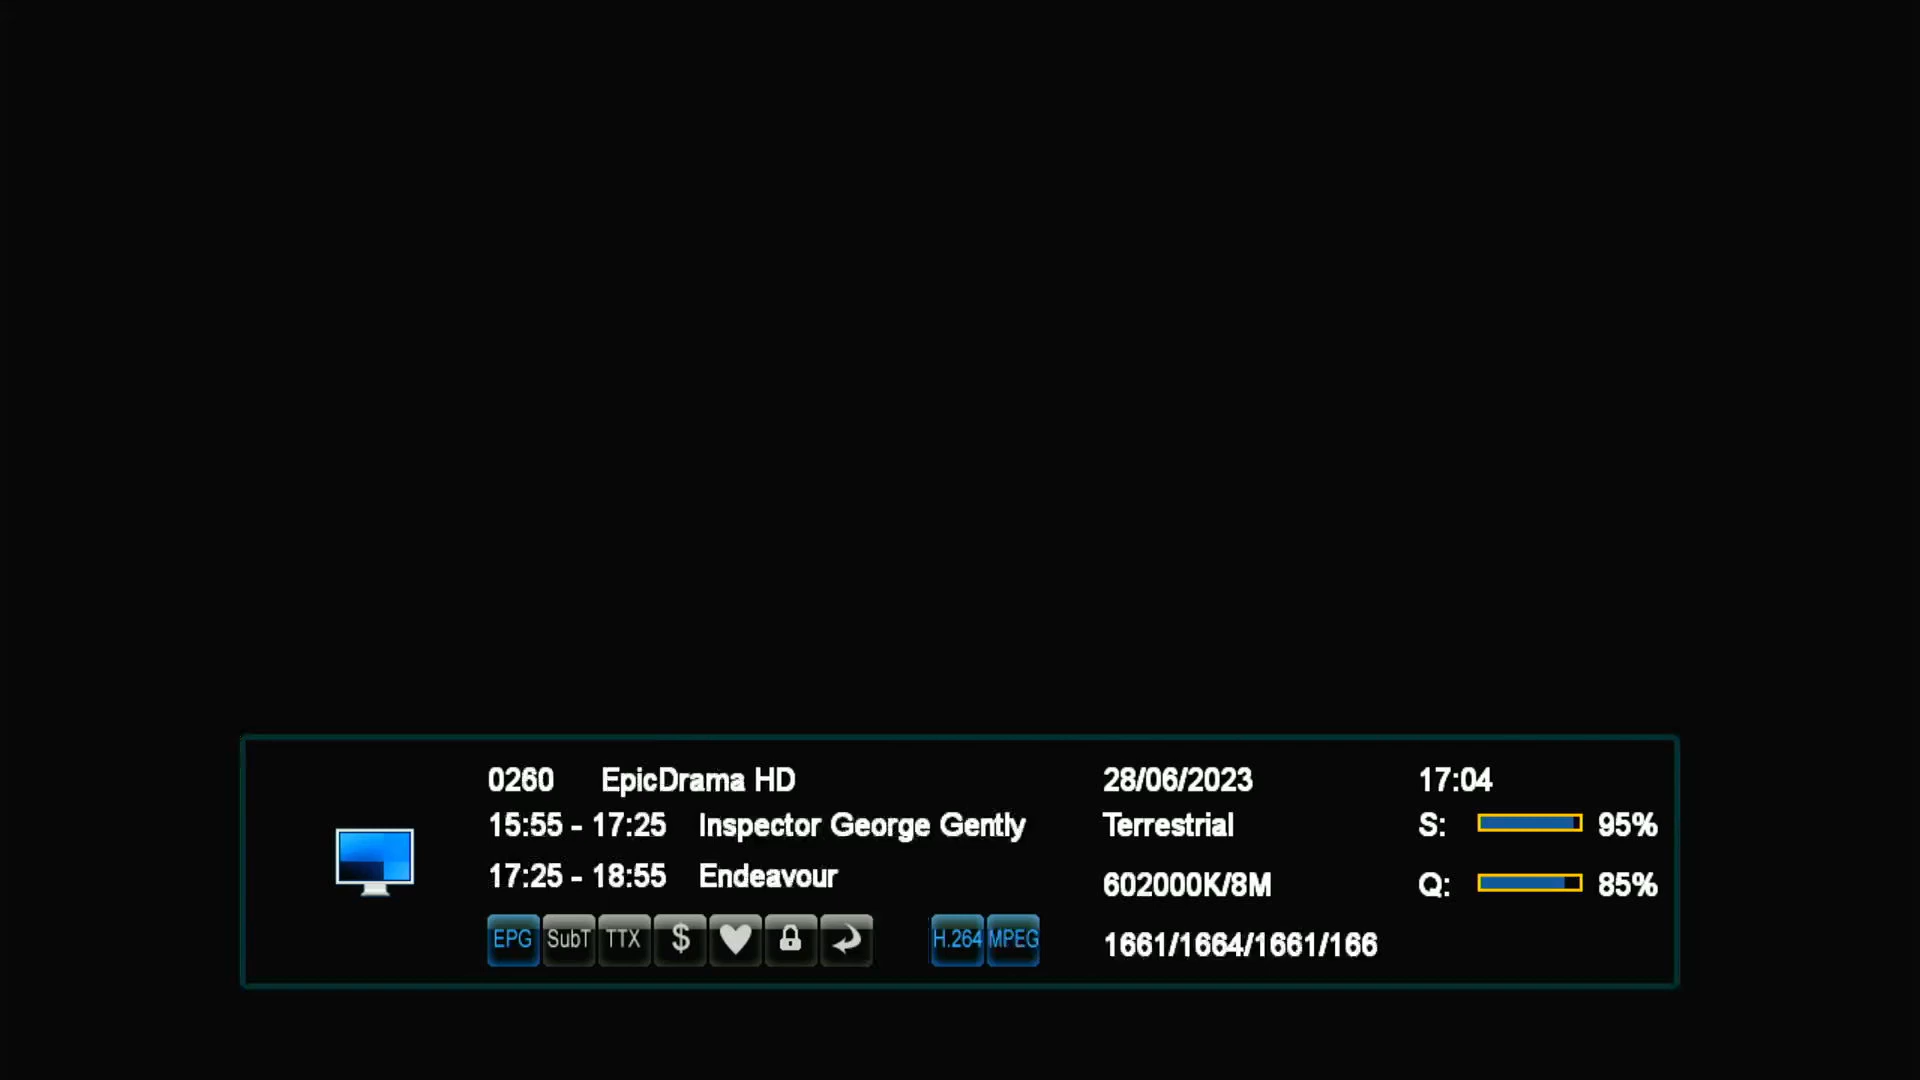 0260 EpicDrama HD 28/06/2023 17:04
15:55 - 17:25 Inspector George Gently Terrestrial S: 95%
17:25 - 18:55 Endeavour 602000K/8M Q: 85%
EPG SubT TTX $ H.264 MPEG 1661/1664/1661/166